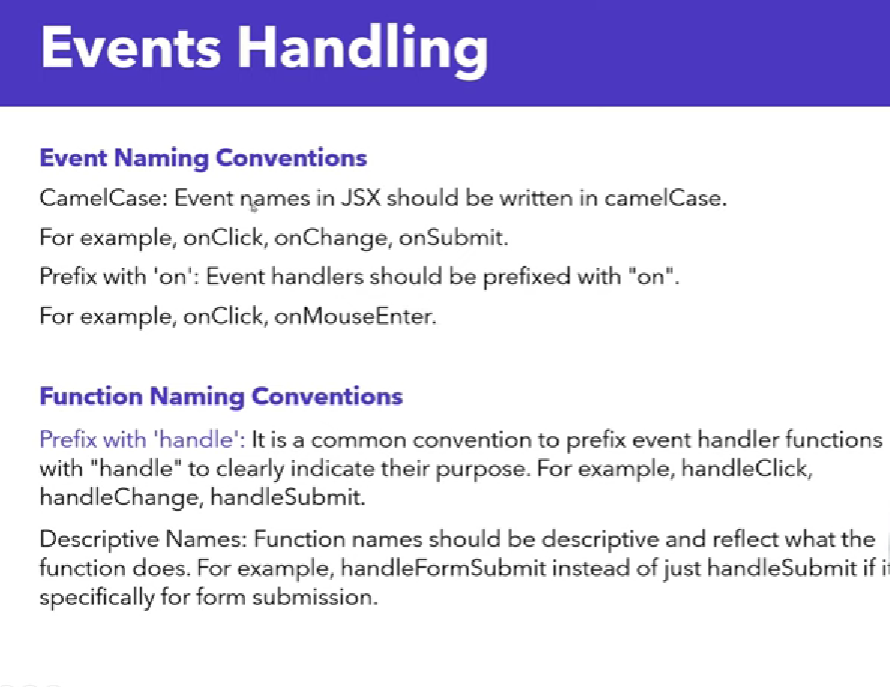 Events Handling
Event Naming Conventions
CamelCase: Event names in JSX should be written in camelCase.
For example, onClick, onChange, onSubmit.
Prefix with 'on': Event handlers should be prefixed with "on".
For example, onClick, onMouseEnter.
Function Naming Conventions
Prefix with 'handle': It is a common convention to prefix event handler functions
with "handle" to clearly indicate their purpose. For example, handleClick,
handleChange, handleSubmit.
Descriptive Names: Function names should be descriptive and reflect what the
function does. For example, handleFormSubmit instead of just handleSubmit if
specifically for form submission.